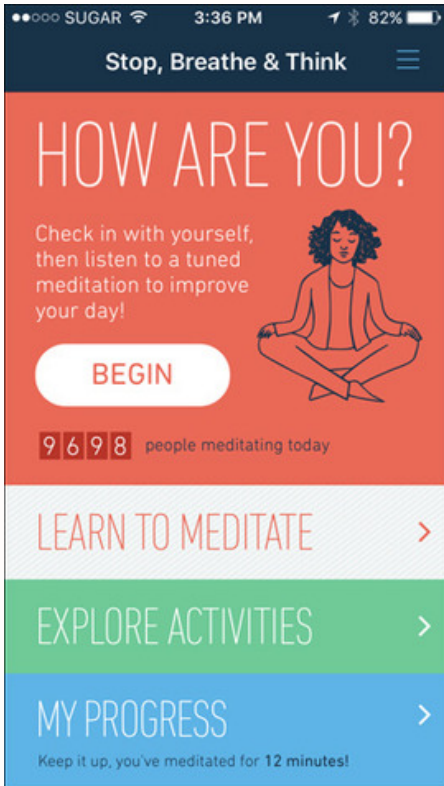 SUGAR 3:36 PM 82%
Stop, Breathe & Think
HOW ARE YOU?
Check in with yourself,
then listen to a tuned
meditation to improve
your day!
BEGIN
9698 people meditating today
LEARN TO MEDITATE
EXPLORE ACTIVITIES
MY PROGRESS
Keep it up, you've meditated for 12 minutes!